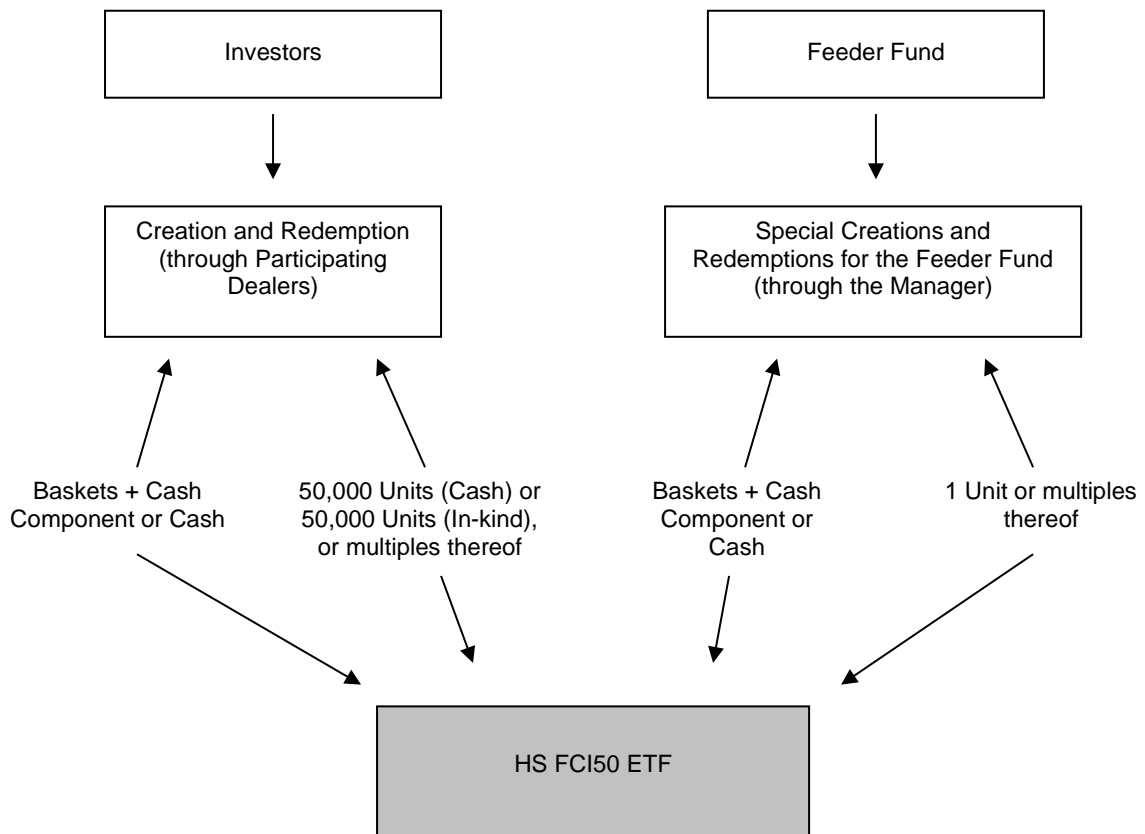 Investors
Feeder Fund
Creation and Redemption
(through Participating
Dealers)
Special Creations and
Redemptions for the Feeder Fund
(through the Manager)
Baskets + Cash
Component or Cash
50,000 Units (Cash) or
50,000 Units (In-kind),
or multiples thereof
Baskets + Cash
Component or
Cash
1 Unit or multiples
thereof
HS FCI50 ETF